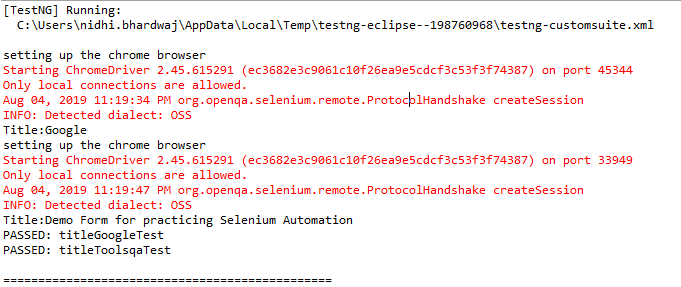 [TestNG] Running:
C:\Users\nidhi.bhardwaj\AppData\Local\Temp\testng-eclipse--198760968\testng-customsuite.xml
setting up the chrome browser
Starting ChromeDriver 2.45.615291 (ec3682e3c9061c10f26ea9e5cdcf3c53f3f74387) on port 45344
Only local connections are allowed.
Aug 04, 2019 11:19:34 PM org.openqa.selenium.remote.ProtocolHandshake createSession
INFO: Detected dialect: OSS
Title:Google
setting up the chrome browser
Starting ChromeDriver 2.45.615291 (ec3682e3c9061c10f26ea9e5cdcf3c53f3f74387) on port 33949
Only local connections are allowed.
Aug 04, 2019 11:19:47 PM org.openqa.selenium.remote.ProtocolHandshake createSession
INFO: Detected dialect: OSS
Title:Demo Form for practicing Selenium Automation
PASSED: titleGoogleTest
PASSED: titleToolsqaTest
===============================================